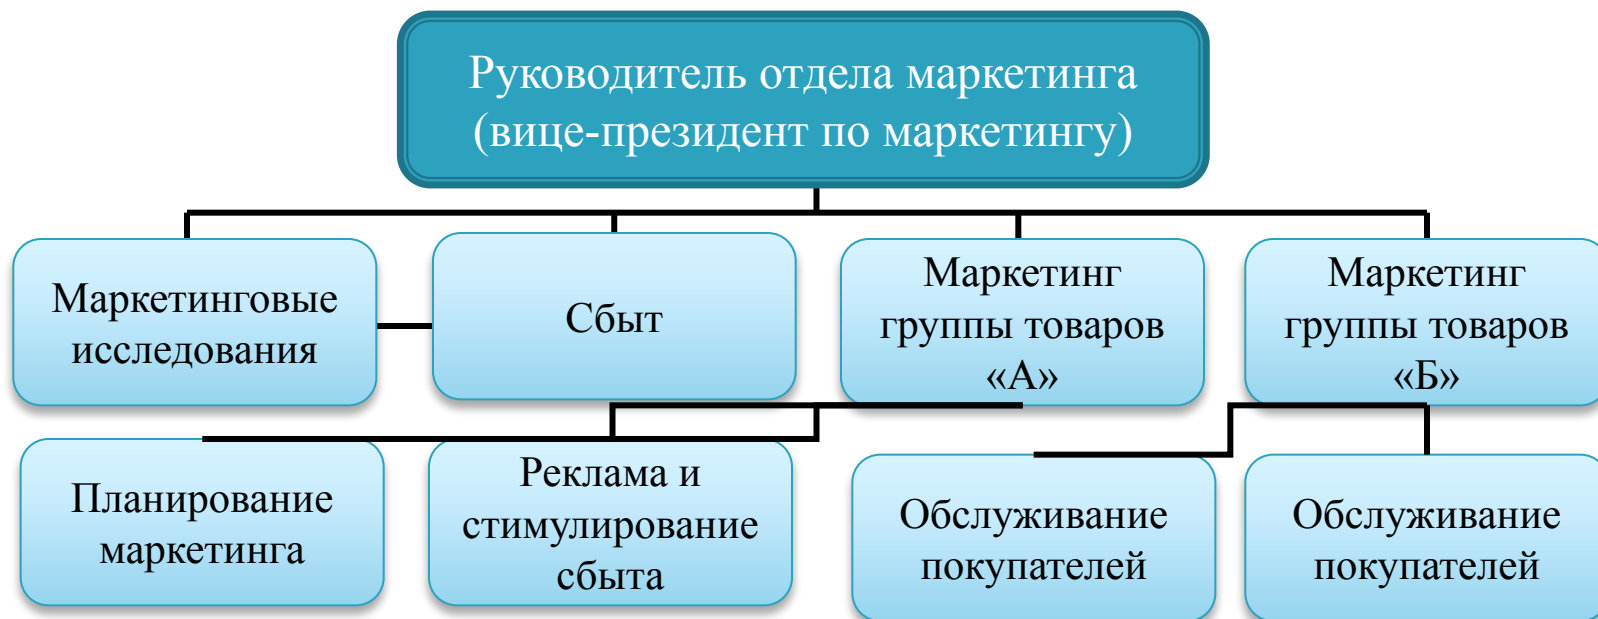 Руководитель отдела маркетинга
(вице-президент по маркетингу)
Маркетинговые
исследования
Сбыт
Маркетинг
группы товаров
«А»
Маркетинг
группы товаров
«Б»
Планирование
маркетинга
Реклама и
стимулирование
сбыта
Обслуживание
покупателей
Обслуживание
покупателей